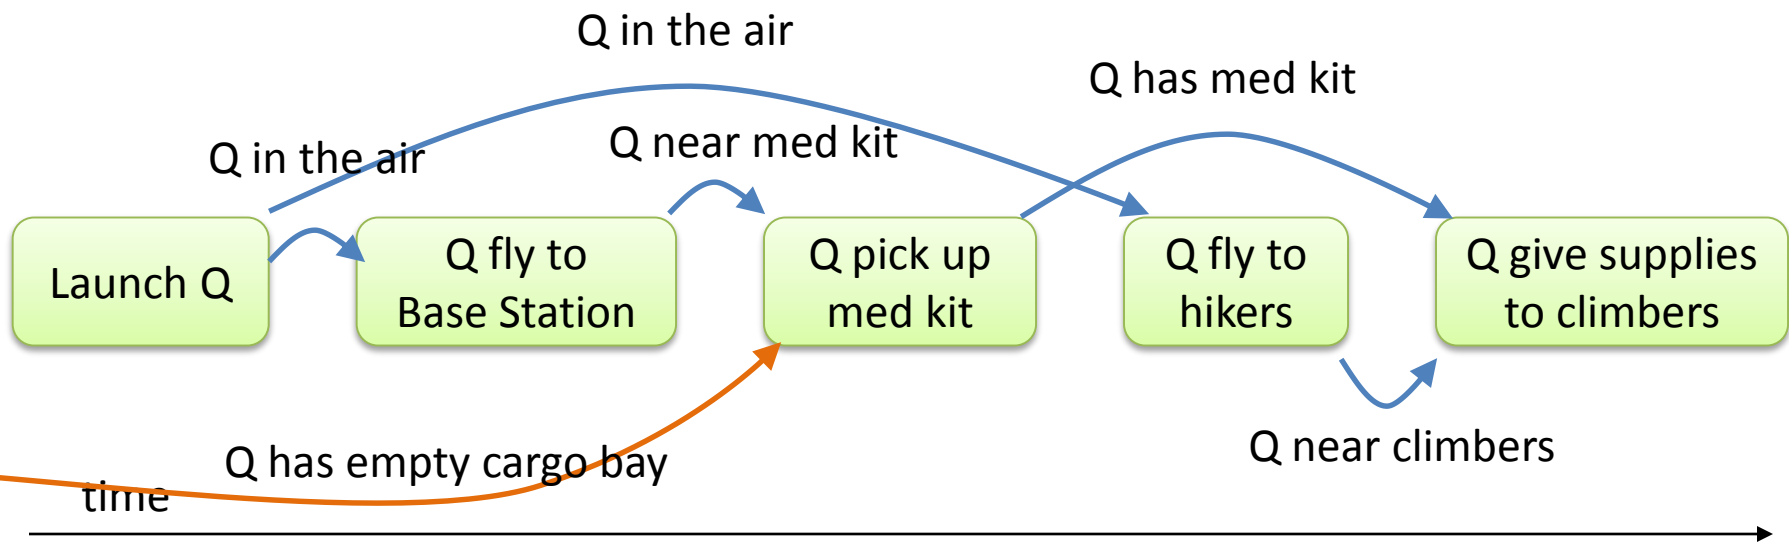 Q in the air
Q has med kit
Q in the air
Q near med kit
Launch Q
Q fly to
Base Station
Q pick up
med kit
Q fly to
hikers
Q give supplies
to climbers
Q has empty cargo bay
Q near climbers
time